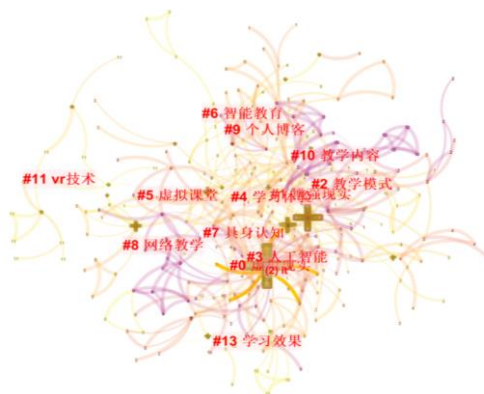 #6 智能教育
#9 个人博客
#10 教学内容
#11 vr技术
#2 教学模式
#5 虚拟课堂
#4 学习
现实
#7 具身认知
#8 网络教学
#3 人工智能
#0
#13 学习效果